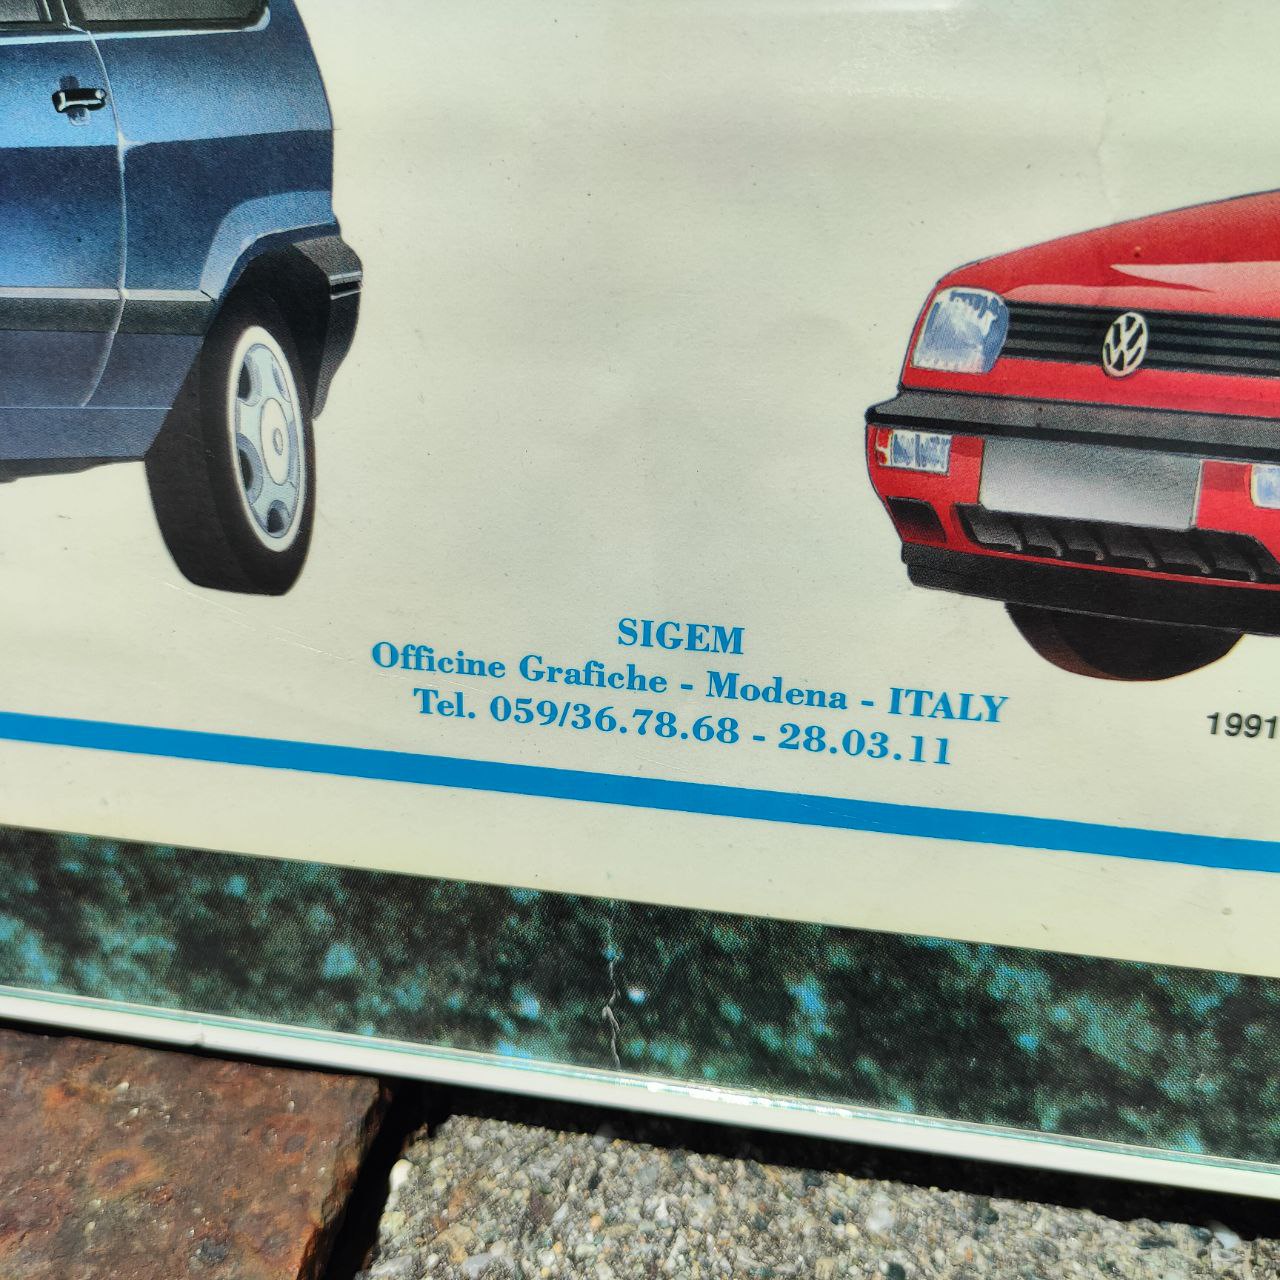 SIGEM
Officine Grafiche - Modena - ITALY
Tel. 059/36.78.68 - 28.03.11
1991